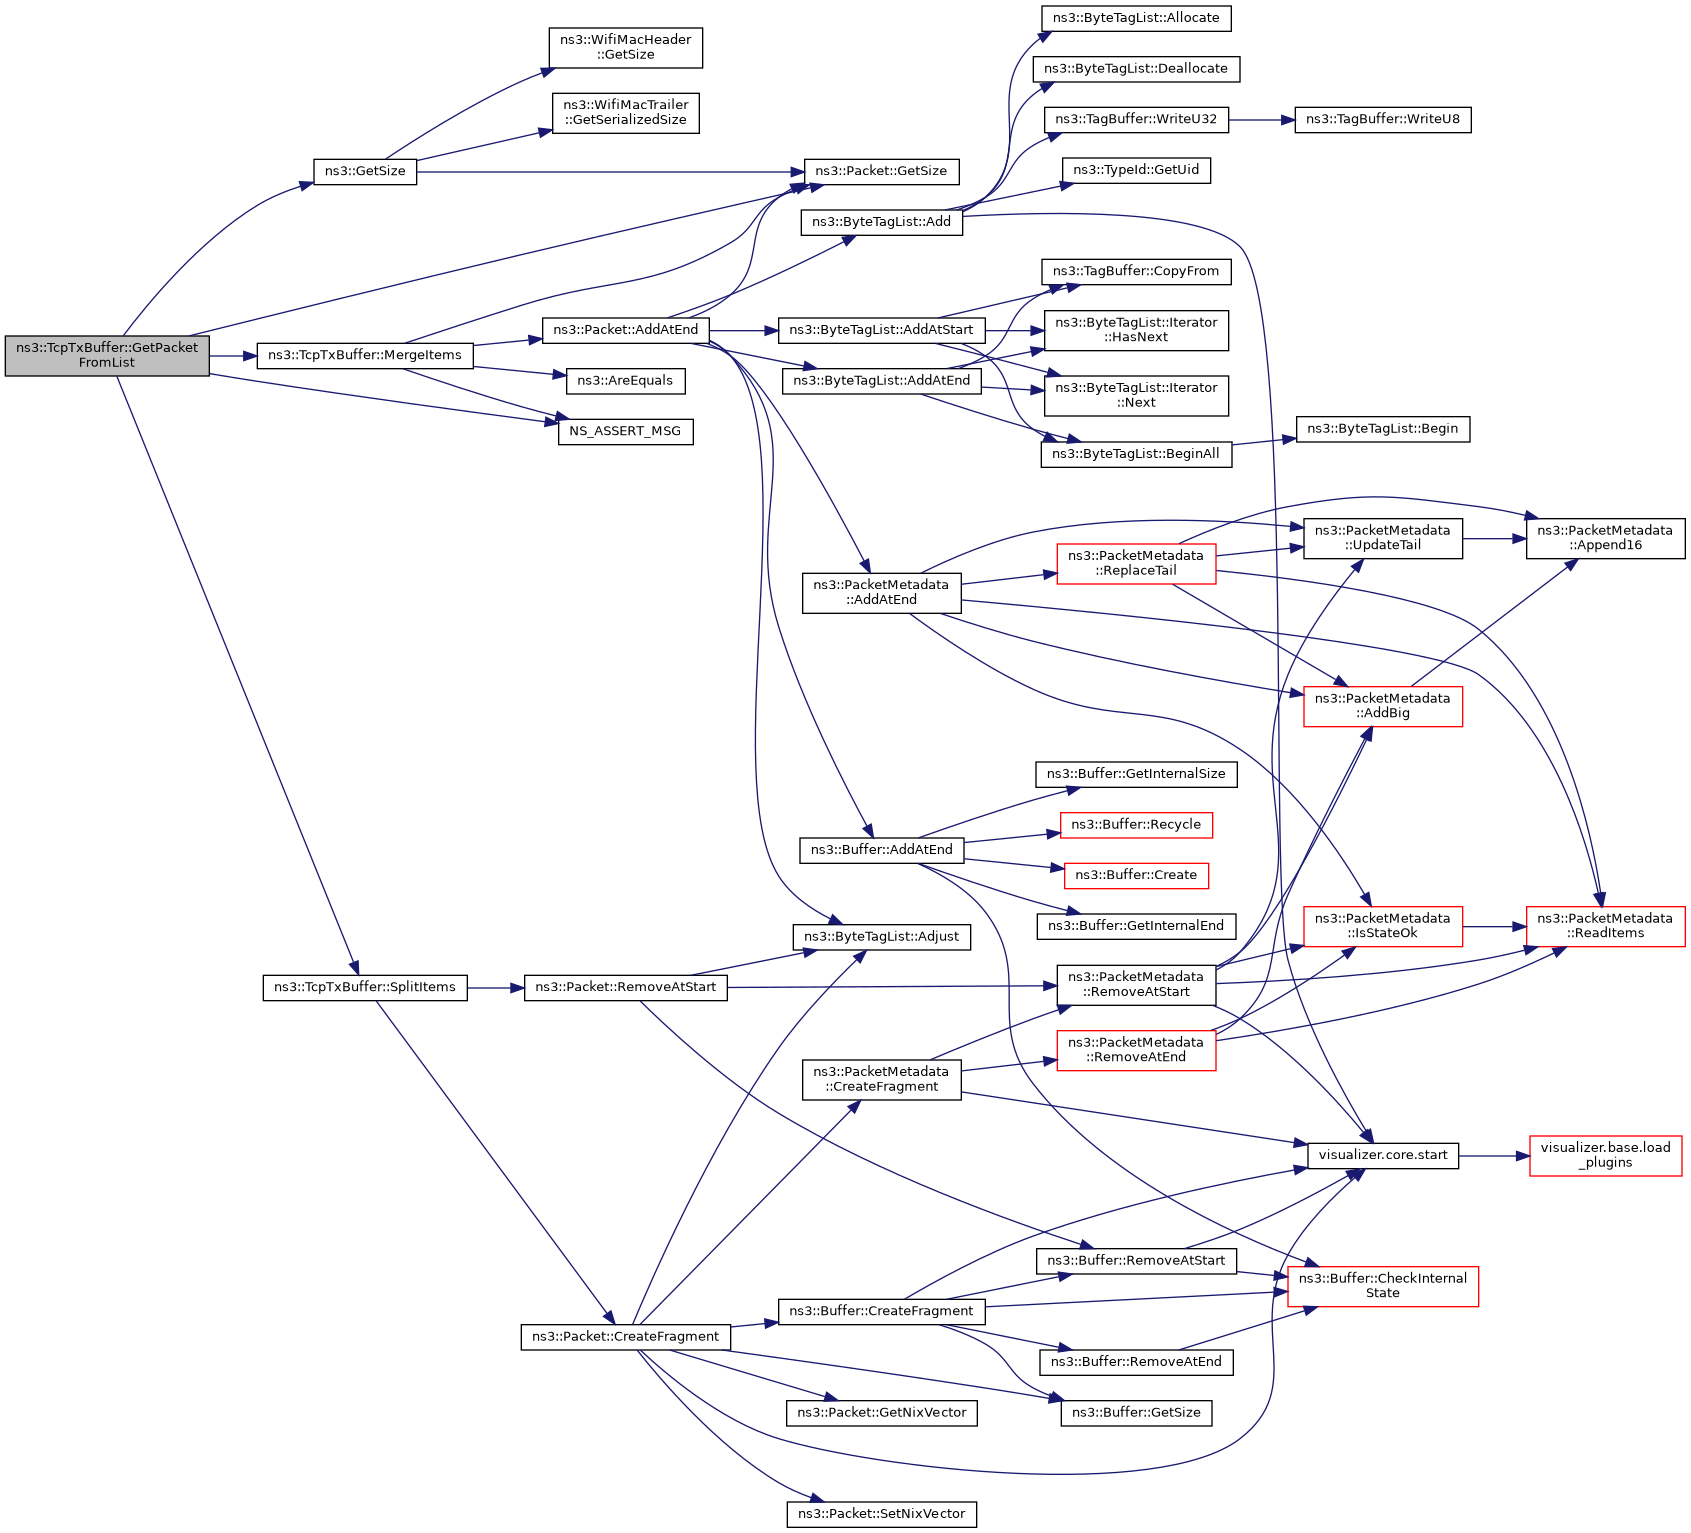 ns3::TcpTxBuffer::GetPacket
FromList
ns3::GetSize
ns3::TcpTxBuffer::MergeItems
ns3::TcpTxBuffer::SplitItems
ns3::WifiMacHeader
::GetSize
ns3::WifiMacTrailer
::GetSerializedSize
ns3::Packet::AddAtEnd
ns3::AreEquals
NS_ASSERT_MSG
ns3::Packet::RemoveAtStart
ns3::Packet::CreateFragment
ns3::Packet::GetSize
ns3::ByteTagList::Add
ns3::ByteTagList::AddAtStart
ns3::ByteTagList::AddAtEnd
ns3::PacketMetadata
::AddAtEnd
ns3::Buffer::AddAtEnd
ns3::ByteTagList::Adjust
ns3::PacketMetadata
::CreateFragment
ns3::Buffer::CreateFragment
ns3::Packet::GetNixVector
ns3::Packet::SetNixVector
ns3::ByteTagList::Allocate
ns3::ByteTagList::Deallocate
ns3::TagBuffer::WriteU32
ns3::TypeId::GetUid
ns3::TagBuffer::CopyFrom
ns3::ByteTagList::Iterator
::HasNext
ns3::ByteTagList::Iterator
::Next
ns3::ByteTagList::BeginAll
ns3::PacketMetadata
::ReplaceTail
ns3::Buffer::GetInternalSize
ns3::Buffer::Recycle
ns3::Buffer::Create
ns3::Buffer::GetInternalEnd
ns3::PacketMetadata
::RemoveAtStart
ns3::PacketMetadata
::RemoveAtEnd
ns3::Buffer::RemoveAtStart
ns3::Buffer::RemoveAtEnd
ns3::Buffer::GetSize
ns3::TagBuffer::WriteU8
ns3::ByteTagList::Begin
ns3::PacketMetadata
::UpdateTail
ns3::PacketMetadata
::AddBig
ns3::PacketMetadata
::IsStateOk
visualizer.core.start
ns3::Buffer::CheckInternal
State
ns3::PacketMetadata
::Append16
ns3::PacketMetadata
::ReadItems
visualizer.base.load
_plugins